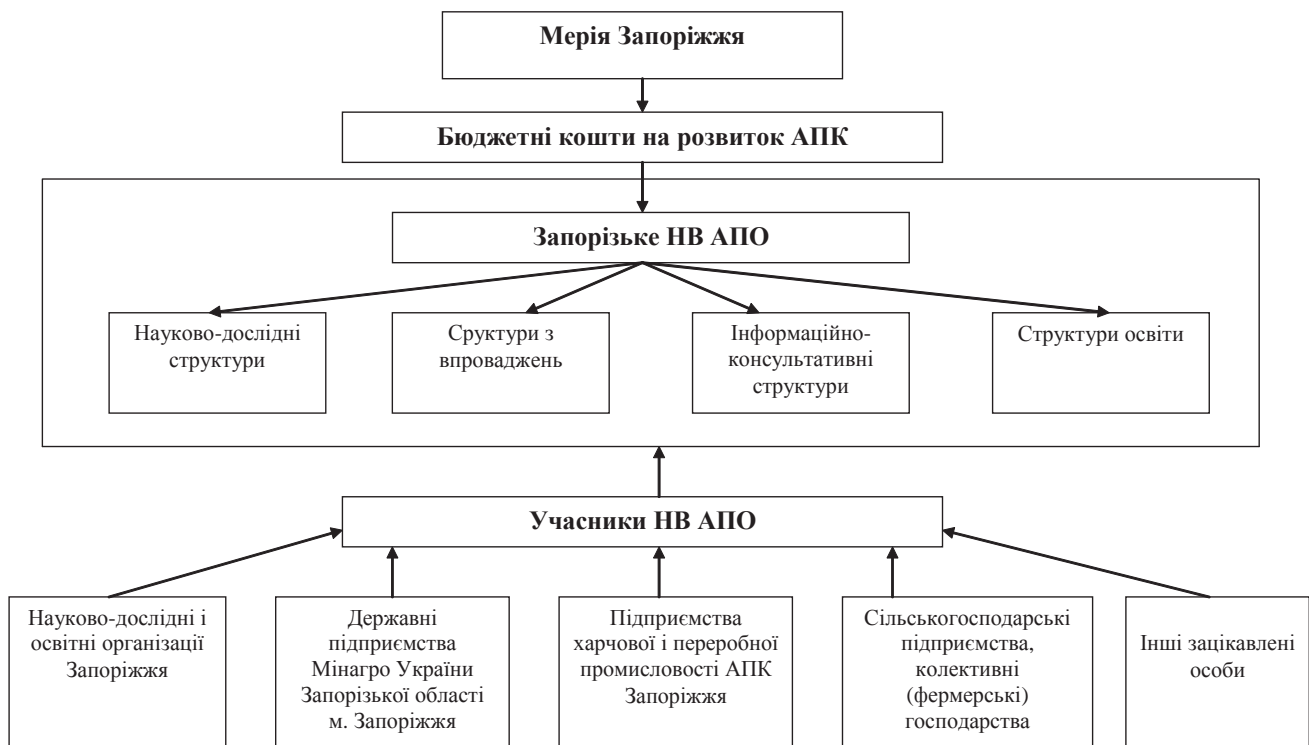 Мерія Запоріжжя
Бюджетні кошти на розвиток АПК
Запорізьке НВ АПО
Науково-дослідні
структури
Сруктури з
впроваджень
Інформаційно-
консультативні
структури
Структури освіти
Учасники НВ АПО
Науково-дослідні і
освітні організації
Запоріжжя
Державні
підприємства
Мінагро України
Запорізької області
м. Запоріжжя
Підприємства
харчової і переробної
промисловості АПК
Запоріжжя
Сільськогосподарські
підприємства,
колективні
(фермерські)
господарства
Інші зацікавлені
особи